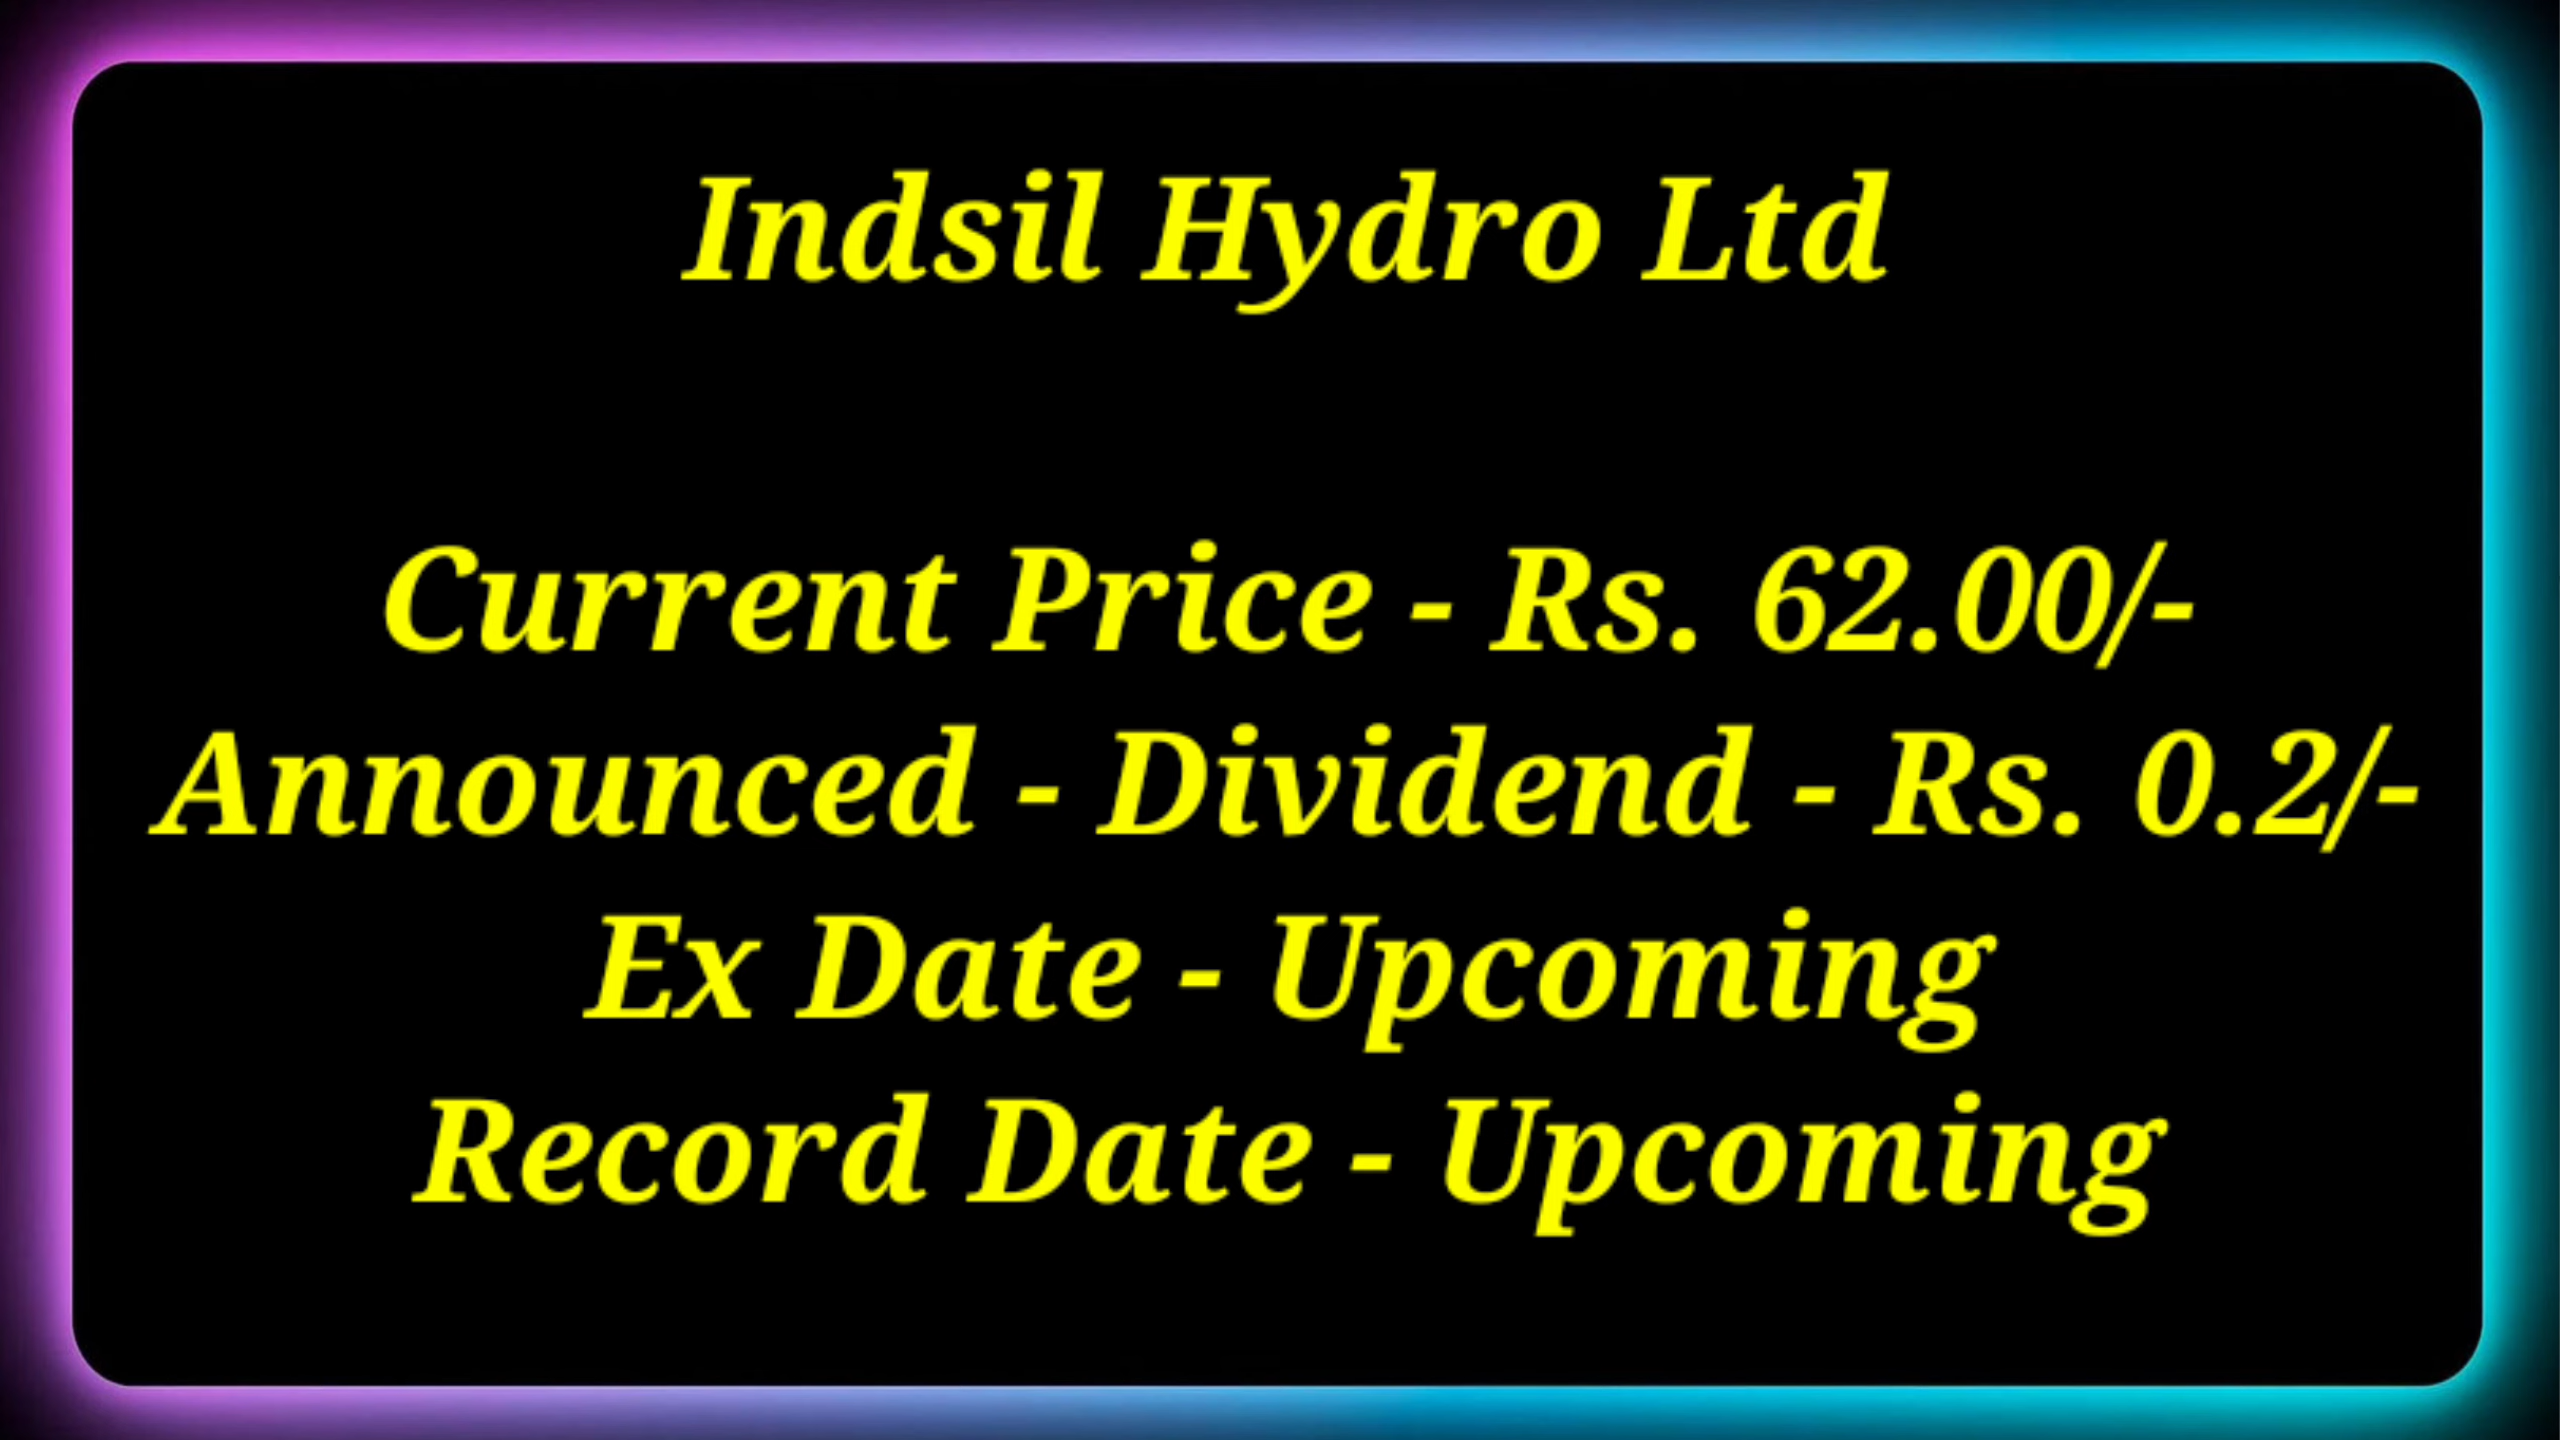 Indsil Hydro Ltd
Current Price - Rs. 62.00/-
Announced - Dividend - Rs. 0.2/-
Ex Date - Upcoming
Record Date - Upcoming